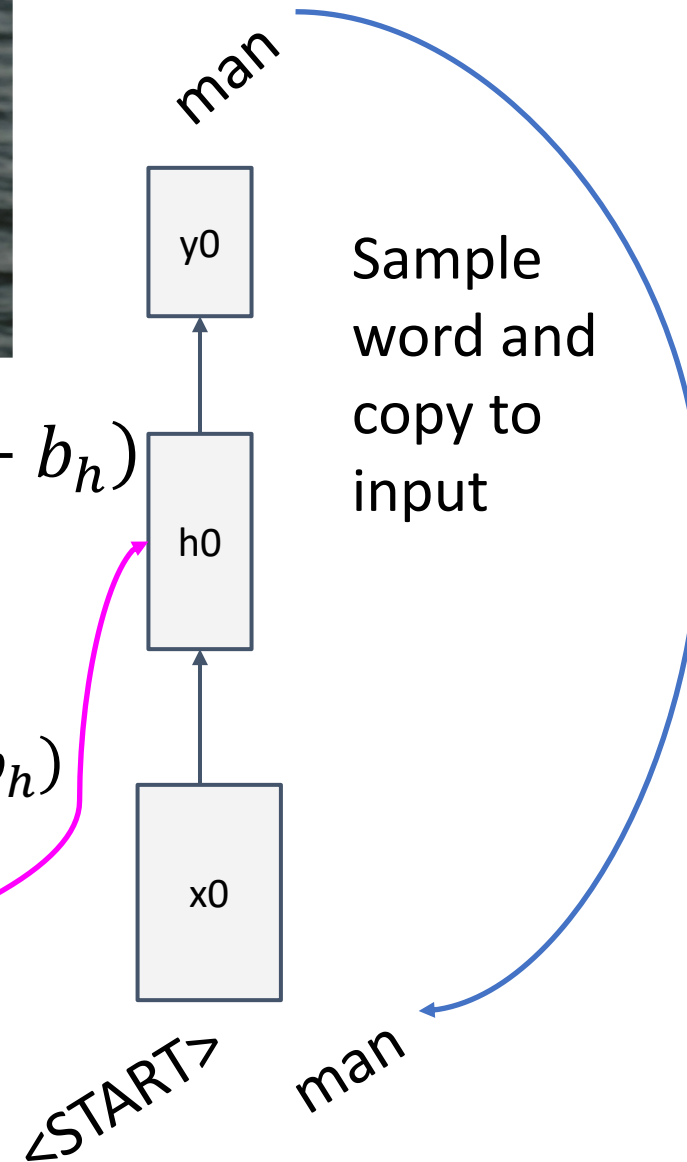 man
y0
Sample
word and
copy to
input
b_h)
h0
_h)
x0
<START>
man